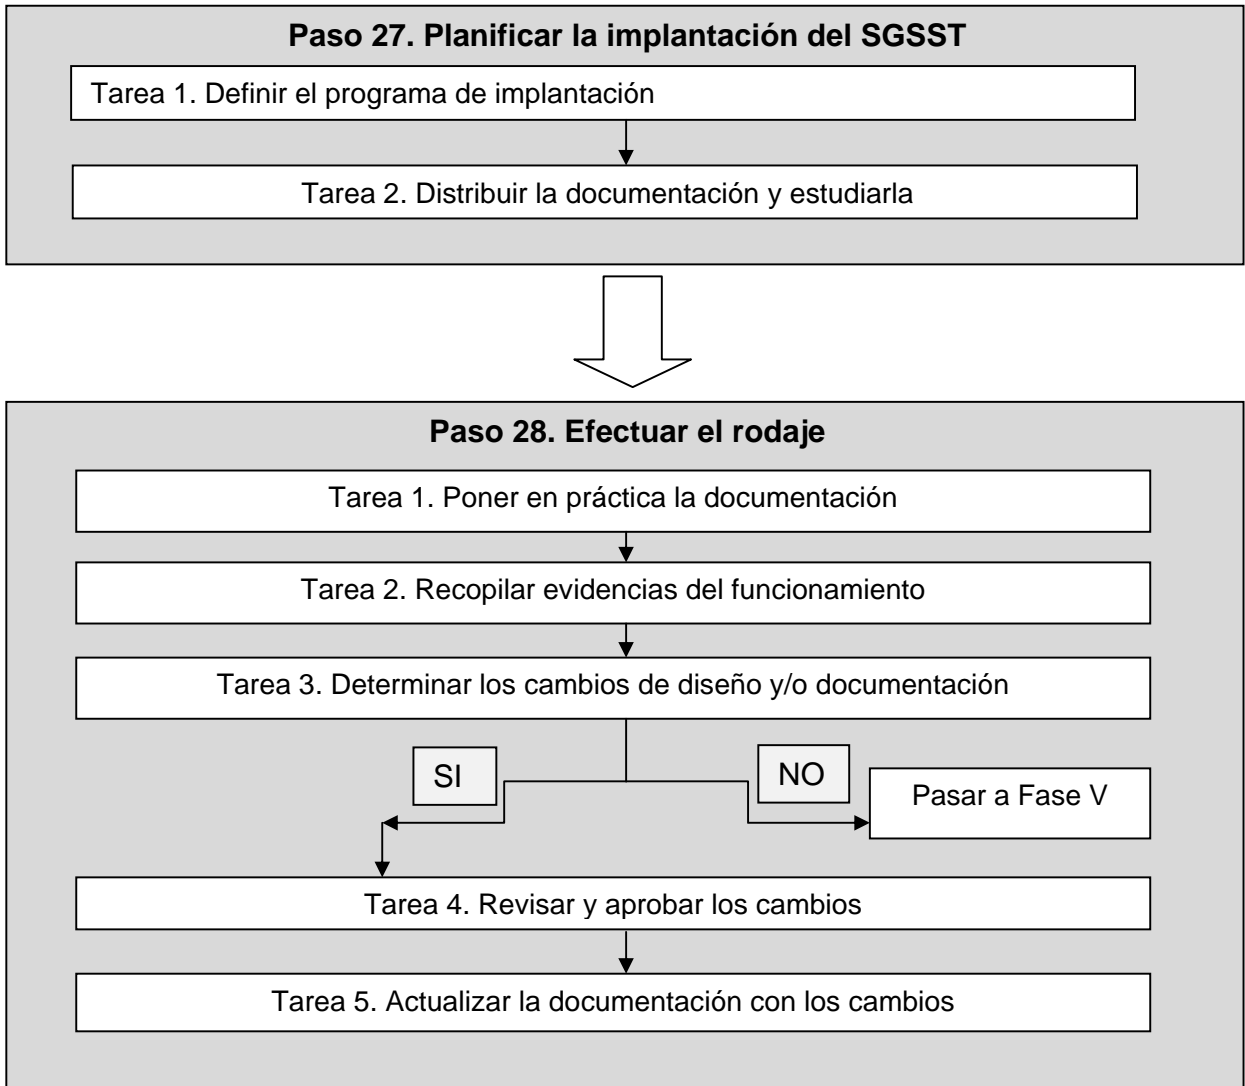 Paso 27. Planificar la implantación del SGSST
Tarea 1. Definir el programa de implantación
Tarea 2. Distribuir la documentación y estudiarla
Paso 28. Efectuar el rodaje
Tarea 1. Poner en práctica la documentación
Tarea 2. Recopilar evidencias del funcionamiento
Tarea 3. Determinar los cambios de diseño y/o documentación
SI
NO
Pasar a Fase V
Tarea 4. Revisar y aprobar los cambios
Tarea 5. Actualizar la documentación con los cambios